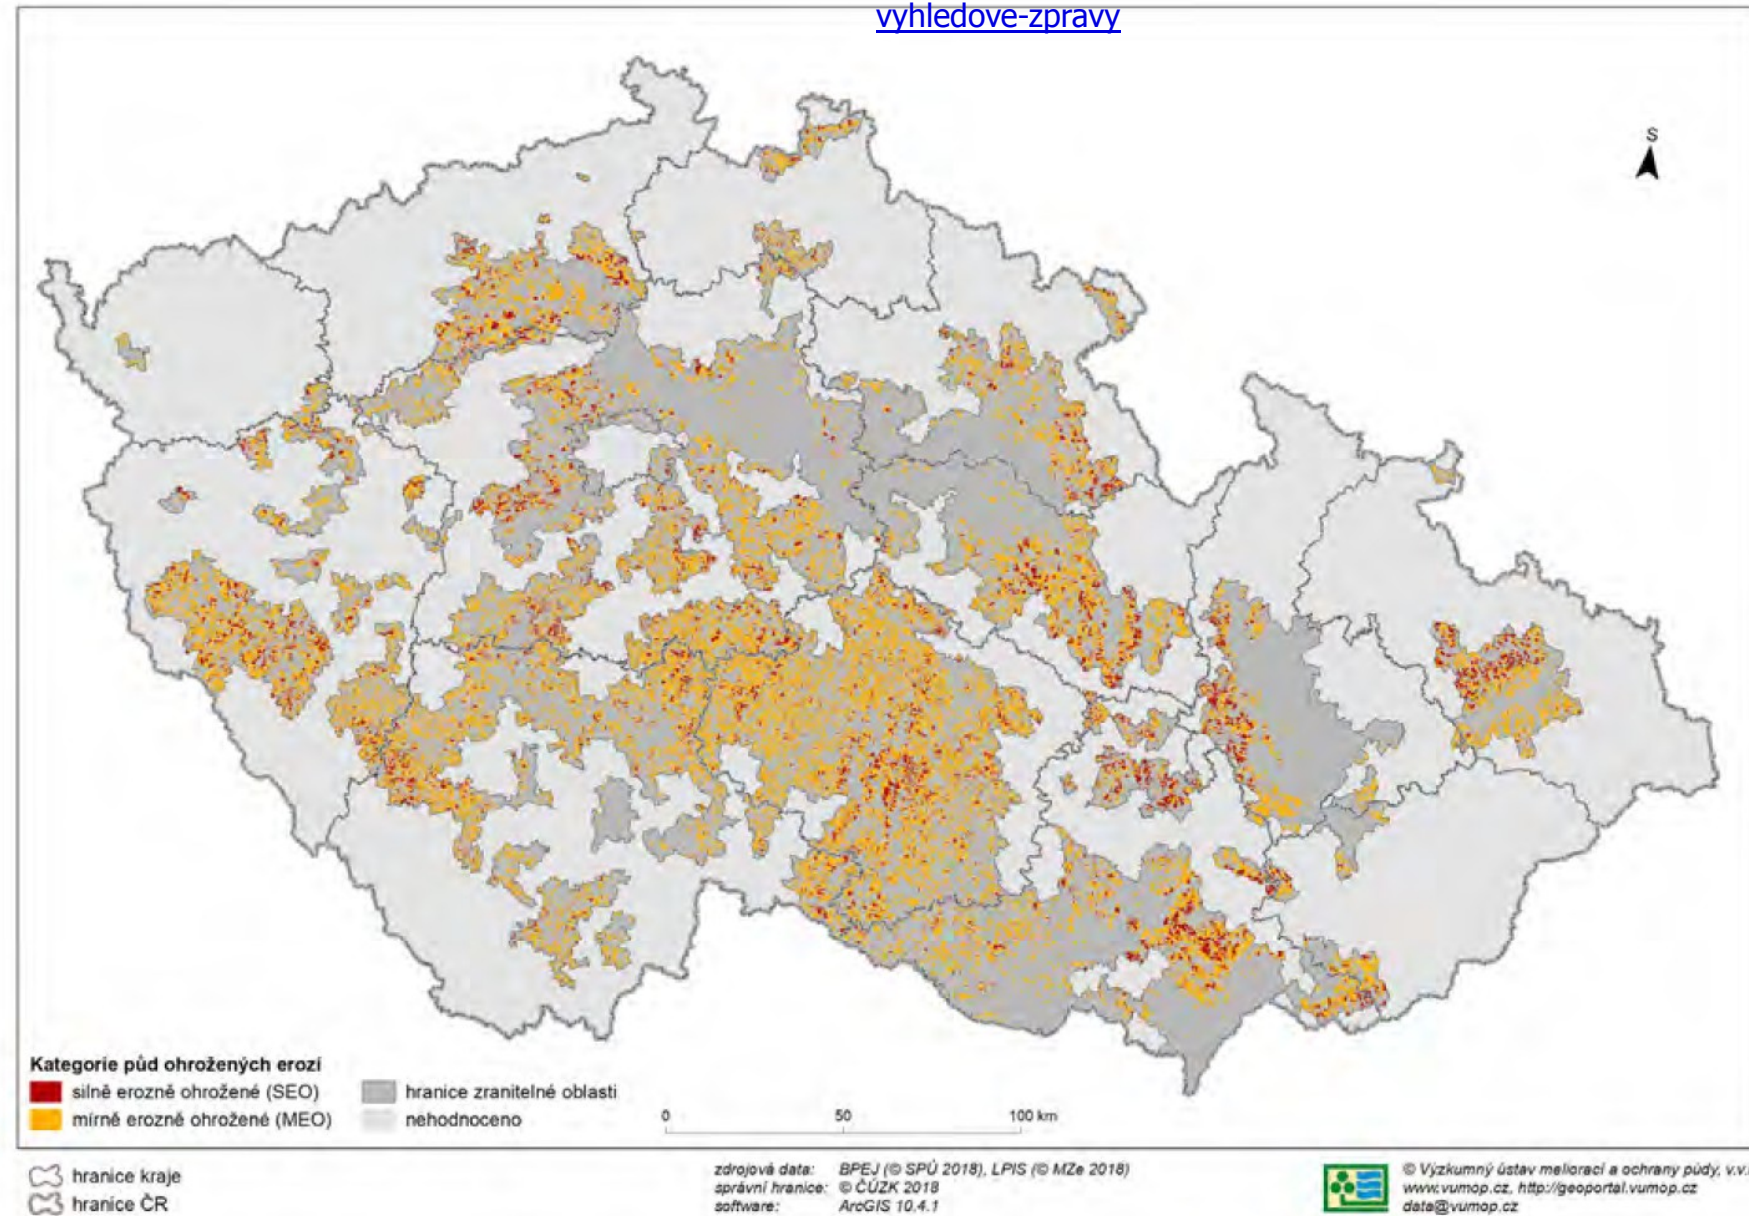 vyhledove-zpravy
S
Kategorie půd ohrožených erozí
silně erozně ohrožené (SEO)
mírně erozně ohrožené (MEO)
hranice zranitelné oblasti
nehodnoceno
0 50 100 km
hranice kraje
hranice ČR
zdrojová data: BPEJ (© SPÚ 2018), LPIS (© MZe 2018)
správní hranice: © ČÚZK 2018
software: ArcGIS 10.4.1
© Výzkumný ústav meliorací a ochrany půdy, v.v.
www.vumop.cz, http://geoportal.vumop.cz
data@vumop.cz